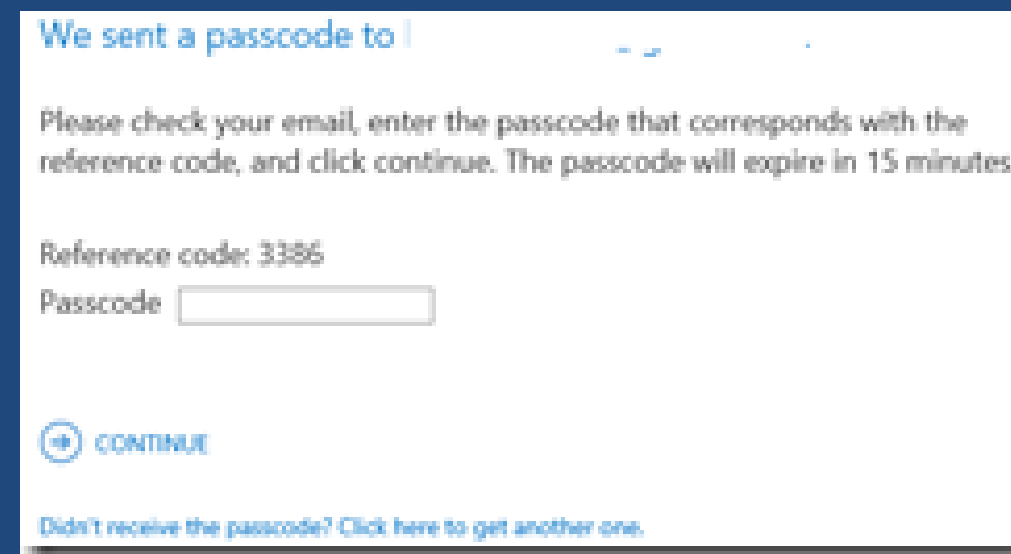 We sent a passcode to
Please check your email, enter the passcode that corresponds with the
reference code, and click continue. The passcode will expire in 15 minutes
Reference code: 3386
Passcode
CONTINUE
Didn't receive the passcode? Click here to get another one.